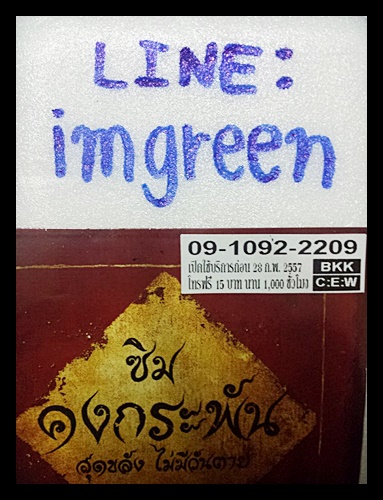 LINE:
imgreen
09-1092-2209
เปิดใช้บริการก่อน 28 ก.พ. 2557 BKK
โทรฟรี 15 บาท นาน 1,000 ชั่วโมง C:E:W
ซิม
คงกระพัน
สุดขลัง ไม่มีวันตาย